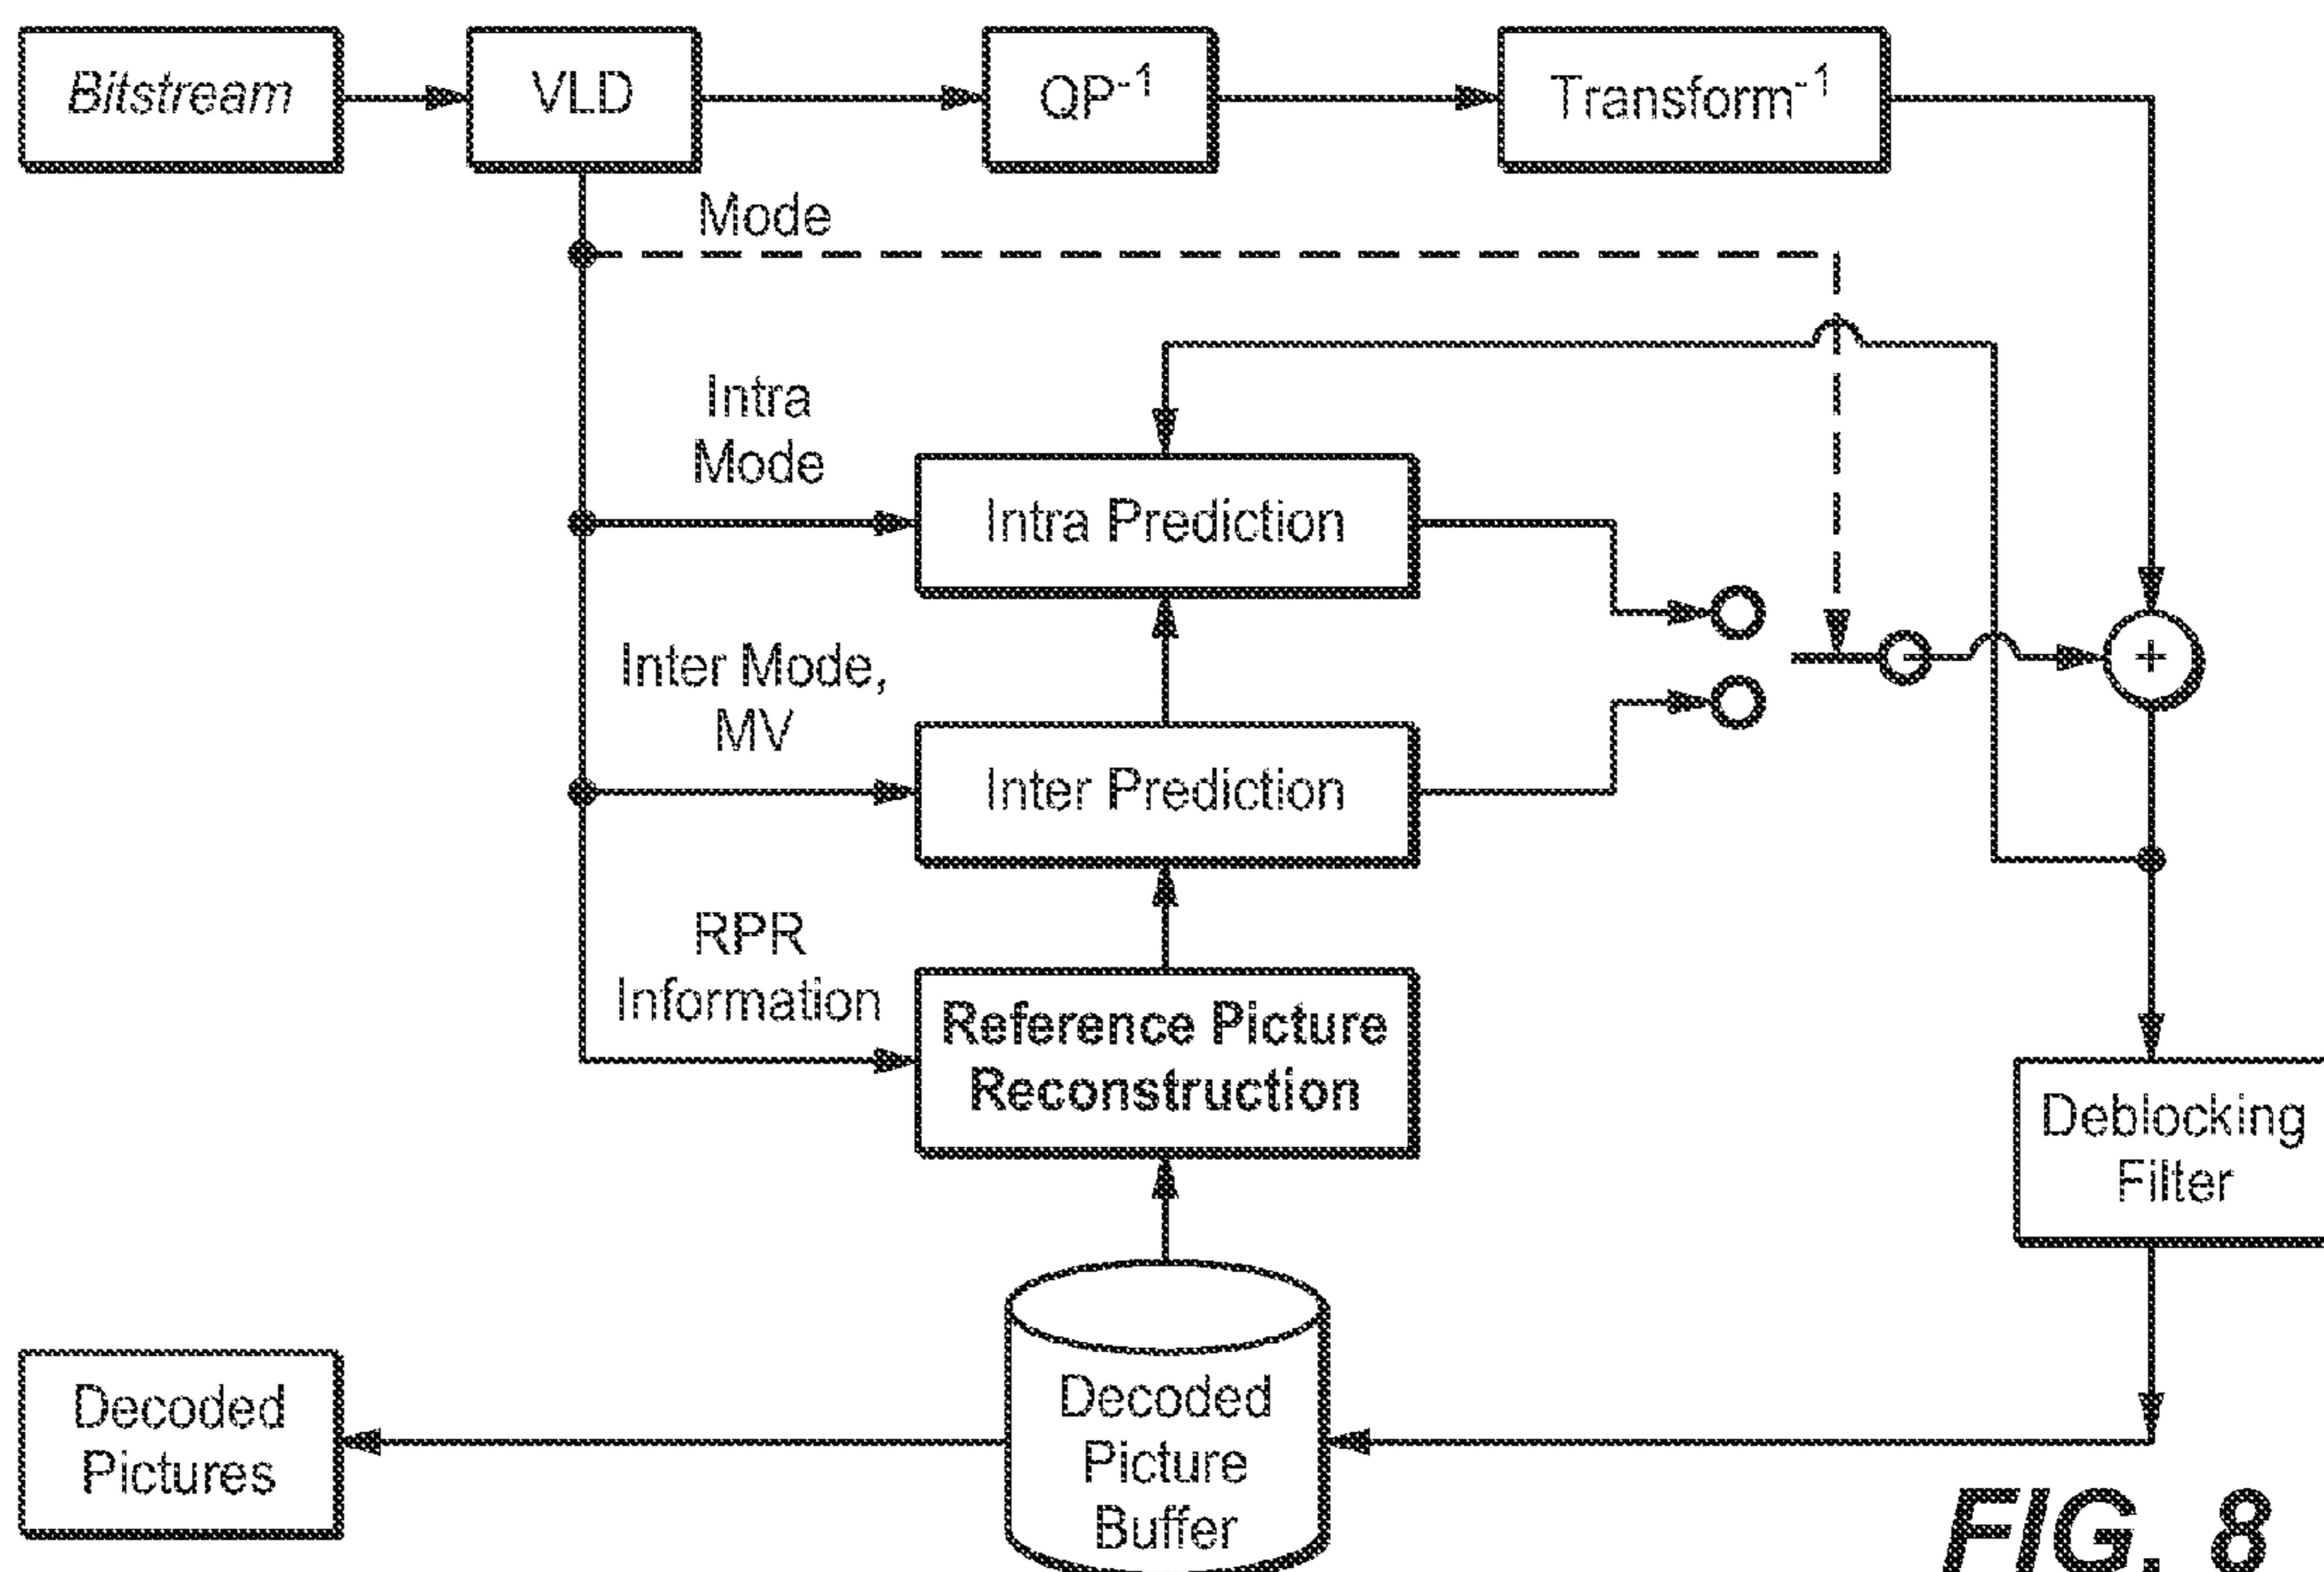 Bitstream
VLD
QP⁻¹
Transform⁻¹
Mode
Intra
Mode
Intra Prediction
Inter Mode,
MV
+
Inter Prediction
RPR
Information
Reference Picture
Reconstruction
Deblocking
Filter
Decoded
Pictures
Decoded
Picture
Buffer
FIG. 8